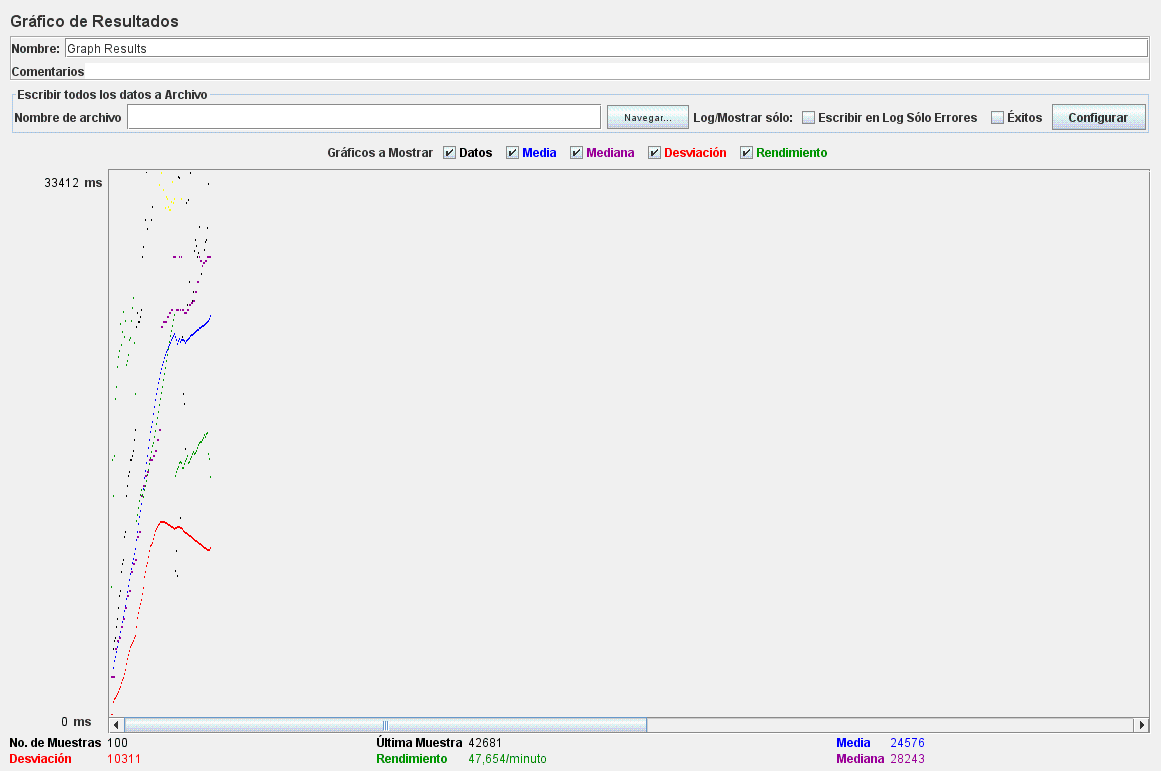 Gráfico de Resultados
Nombre: Graph Results
Comentarios
Escribir todos los datos a Archivo
Nombre de archivo Navegar... Log/Mostrar sólo: Escribir en Log Sólo Errores Éxitos Configurar
Gráficos a Mostrar Datos Media Mediana Desviación Rendimiento
33412 ms
0 ms
No. de Muestras 100 Última Muestra 42681 Media 24576
Desviación 10311 Rendimiento 47,654/minuto Mediana 28243